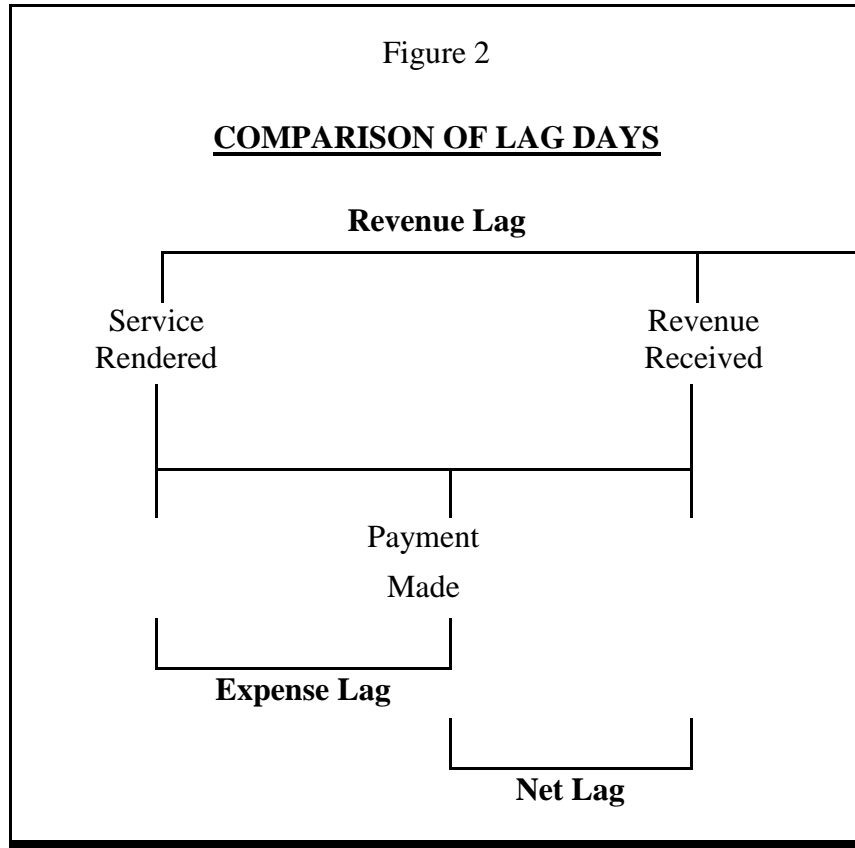 Figure 2
COMPARISON OF LAG DAYS
Revenue Lag
Service
Rendered
Revenue
Received
Payment
Made
Expense Lag
Net Lag